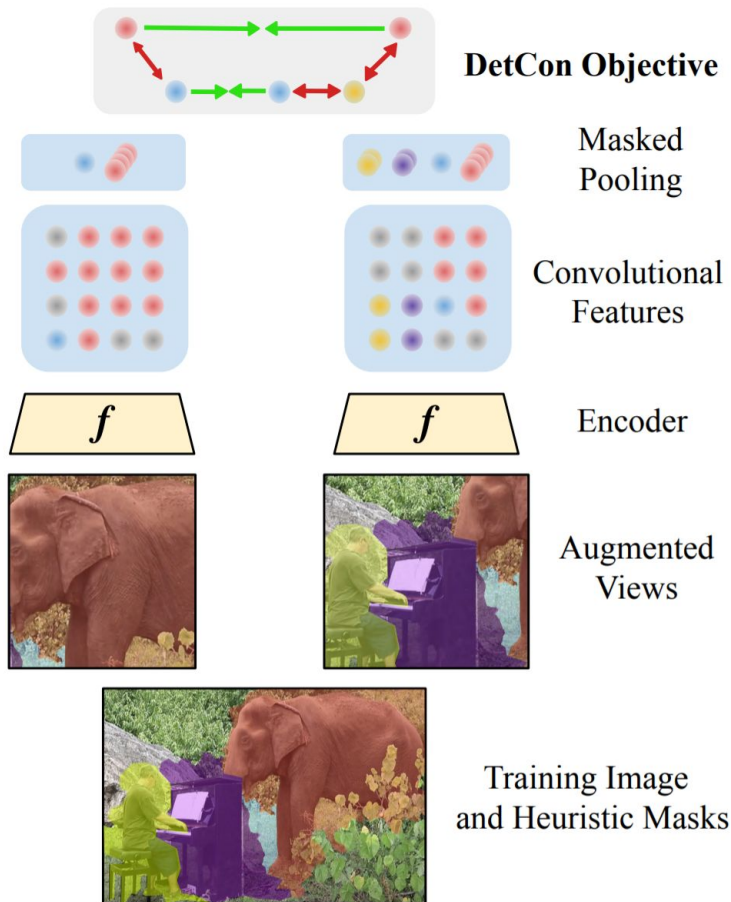 DetCon Objective
Masked
Pooling
Convolutional
Features
f
f
Encoder
Augmented
Views
Training Image
and Heuristic Masks